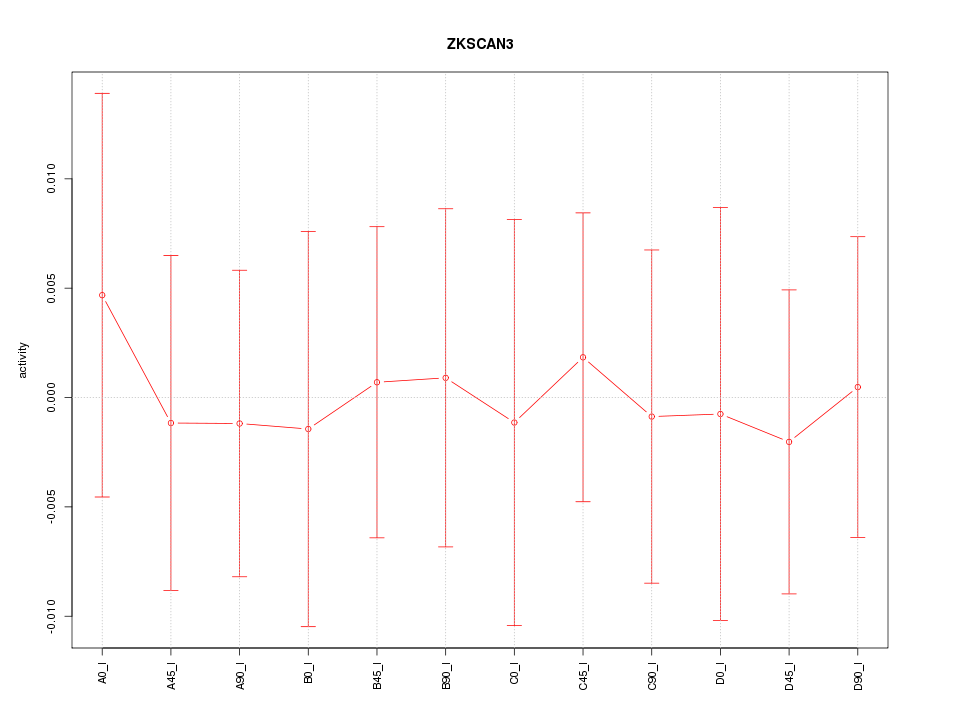 ZKSCAN3
activity
0.010
0.005
0.000
-0.005
-0.010
A0_I
A45_I
A90_I
B0_I
B45_I
B90_I
C0_I
C45_I
C90_I
D0_I
D45_I
D90_I